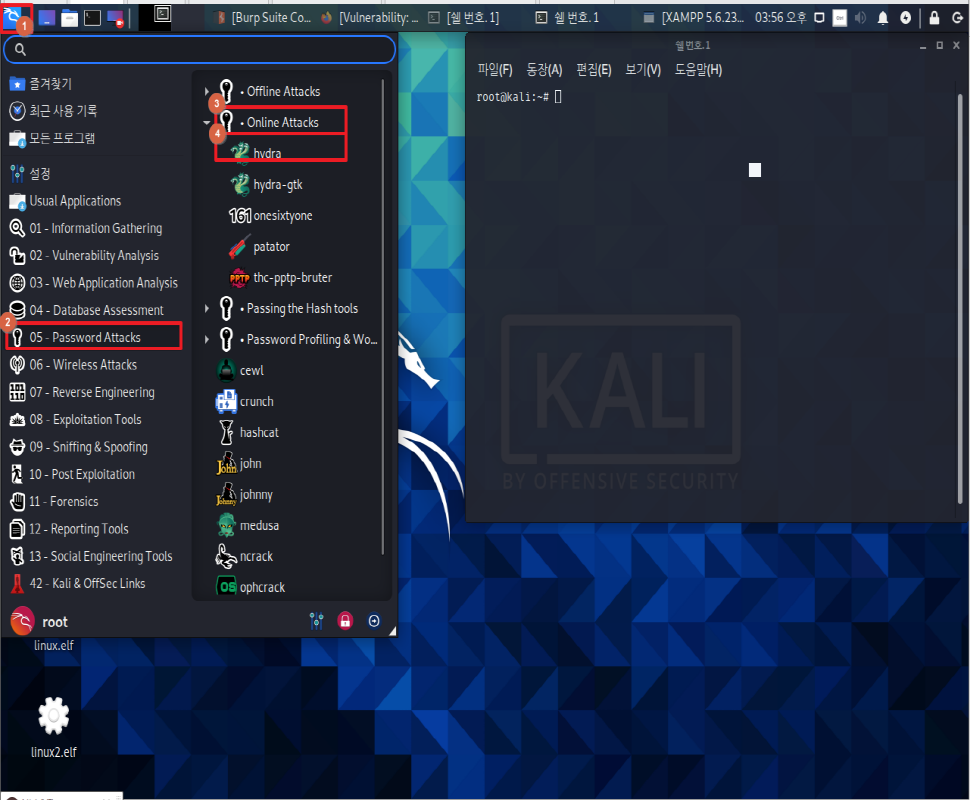 [Burp Suite Co... [Vulnerability: ... [쉘 번호. 1] 쉘 번호. 1 [XAMPP 5.6.23... 03:56 오후
1
쉘 번호. 1
파일(F) 동장(A) 편집(E) 보기(V) 도움말(H)
root@kali:~#
즐겨찾기
최근 사용 기록
모든 프로그램
설정
Usual Applications
01 - Information Gathering
02 - Vulnerability Analysis
03 - Web Application Analysis
04 - Database Assessment
2
05 - Password Attacks
06 - Wireless Attacks
07 - Reverse Engineering
08 - Exploitation Tools
09 - Sniffing & Spoofing
10 - Post Exploitation
11 - Forensics
12 - Reporting Tools
13 - Social Engineering Tools
42 - Kali & OffSec Links
• Offline Attacks
3
• Online Attacks
4
hydra
hydra-gtk
161 onesixtyone
patator
PPTP thc-pptp-bruter
• Passing the Hash tools
• Password Profiling & Wo...
cewl
crunch
hashcat
John john
Johnny johnny
medusa
ncrack
OS ophcrack
root
KALI
BY OFFENSIVE SECURITY
linux.elf
linux2.elf